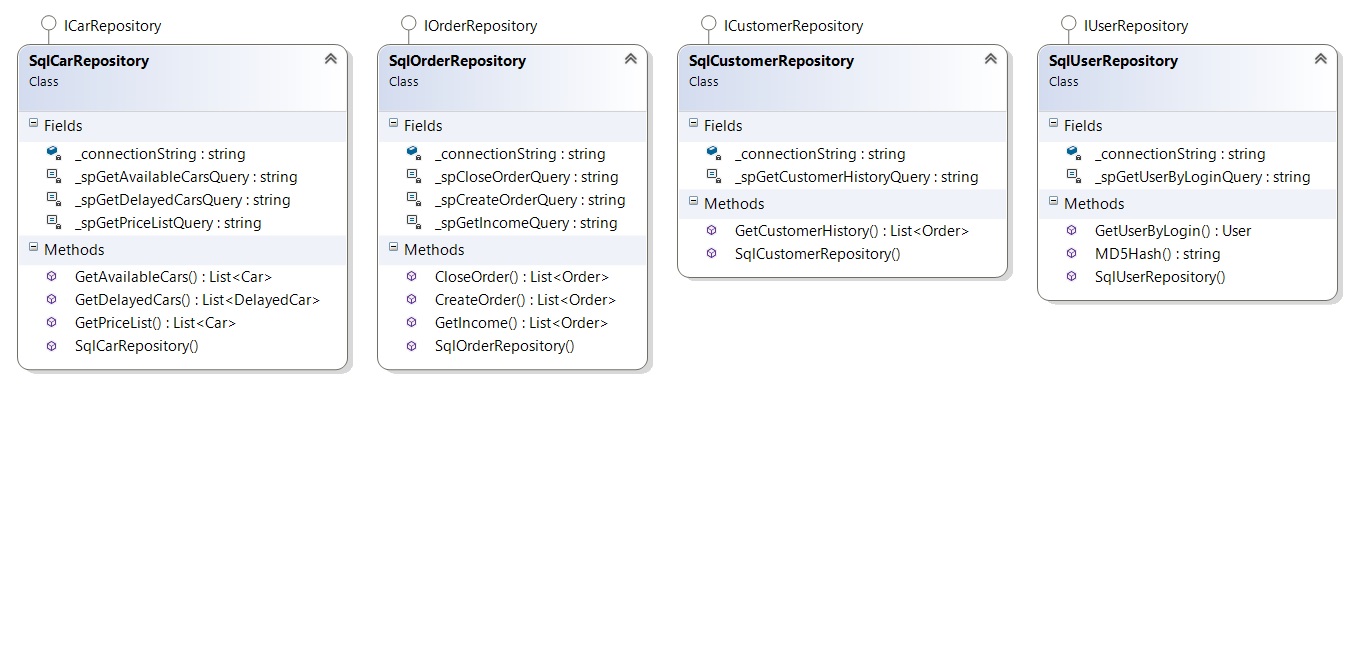 ICarRepository
SqlCarRepository
Class
Fields
_connectionString : string
_spGetAvailableCarsQuery : string
_spGetDelayedCarsQuery : string
_spGetPriceListQuery : string
Methods
GetAvailableCars() : List<Car>
GetDelayedCars() : List<DelayedCar>
GetPriceList() : List<Car>
SqlCarRepository()
IOrderRepository
SqlOrderRepository
Class
Fields
_connectionString : string
_spCloseOrderQuery : string
_spCreateOrderQuery : string
_spGetIncomeQuery : string
Methods
CloseOrder() : List<Order>
CreateOrder() : List<Order>
GetIncome() : List<Order>
SqlOrderRepository()
ICustomerRepository
SqlCustomerRepository
Class
Fields
_connectionString : string
_spGetCustomerHistoryQuery : string
Methods
GetCustomerHistory() : List<Order>
SqlCustomerRepository()
IUserRepository
SqlUserRepository
Class
Fields
_connectionString : string
_spGetUserByLoginQuery : string
Methods
GetUserByLogin() : User
MD5Hash() : string
SqlUserRepository()